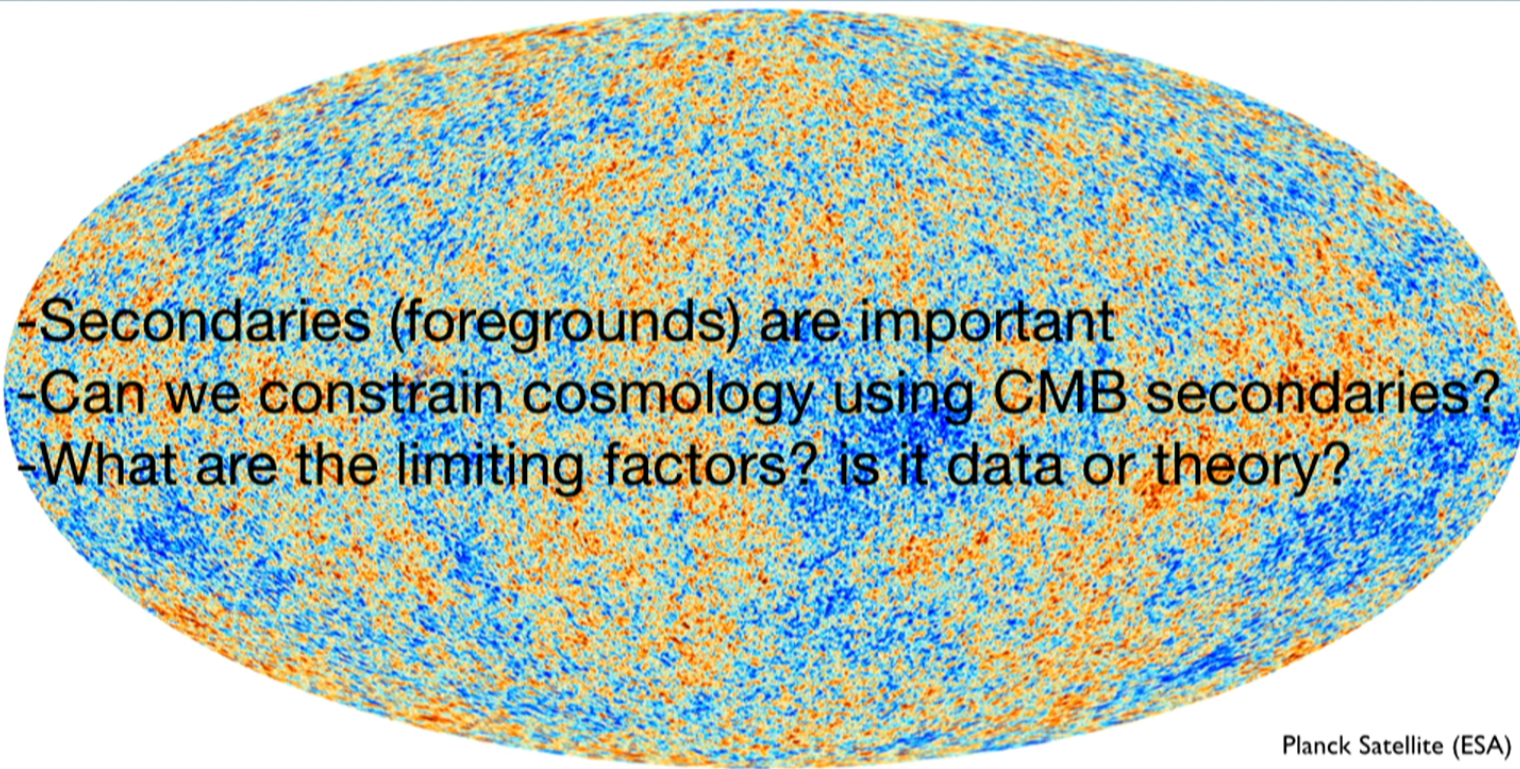 -Secondaries (foregrounds) are important
-Can we constrain cosmology using CMB secondaries?
-What are the limiting factors? is it data or theory?
Planck Satellite (ESA)